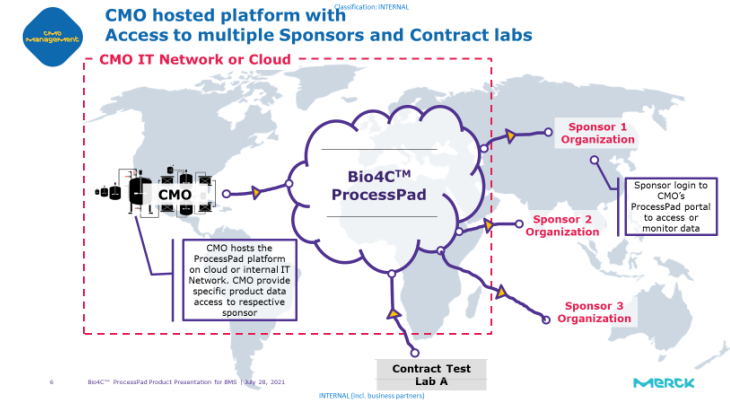 Classification: INTERNAL
CMO Management
CMO hosted platform with
Access to multiple Sponsors and Contract labs
CMO IT Network or Cloud
Sponsor 1
Organization
Bio4C™
ProcessPad
CMO
Sponsor login to
CMO's
ProcessPad portal
to access or
monitor data
Sponsor 2
Organization
CMO hosts the
ProcessPad platform
on cloud or internal IT
Network. CMO provide
specific product data
access to respective
sponsor
Sponsor 3
Organization
Contract Test
Lab A
6
Bio4C™ ProcessPad Product Presentation for BMS | July 28, 2021
MERCK
INTERNAL (incl. business partners)